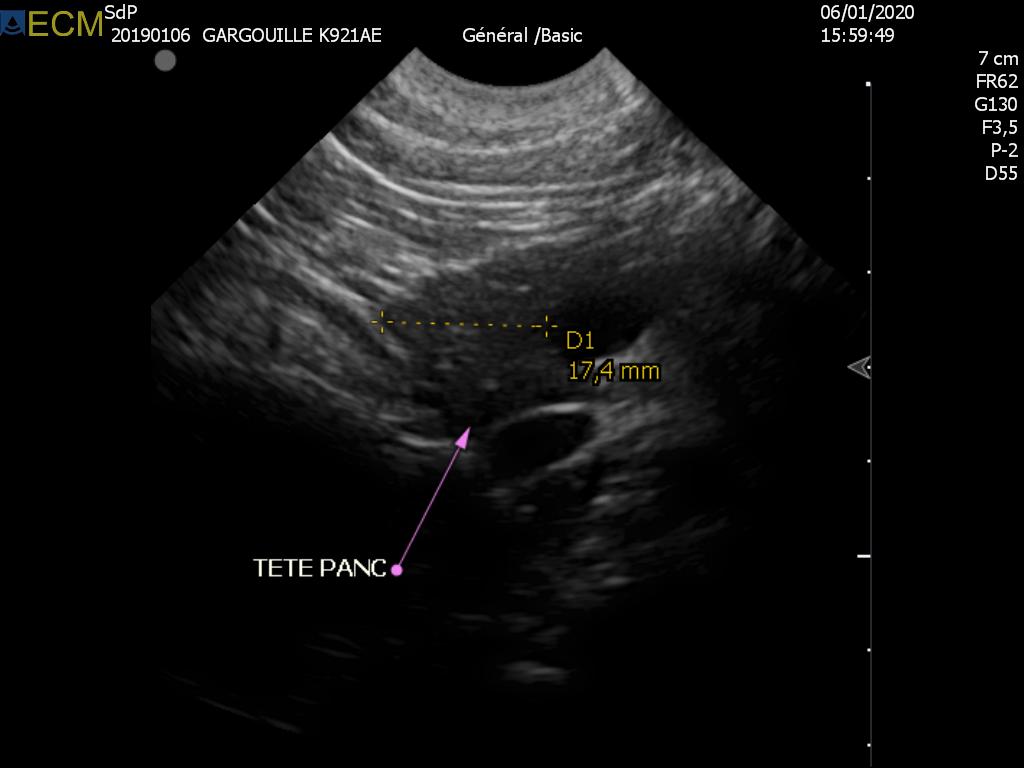 ECM
SdP
20190106 GARGOUILLE K921AE
Général /Basic
06/01/2020
15:59:49
7 cm
FR62
G130
F3,5
P-2
D55
D1
17,4 mm
TETE PANC